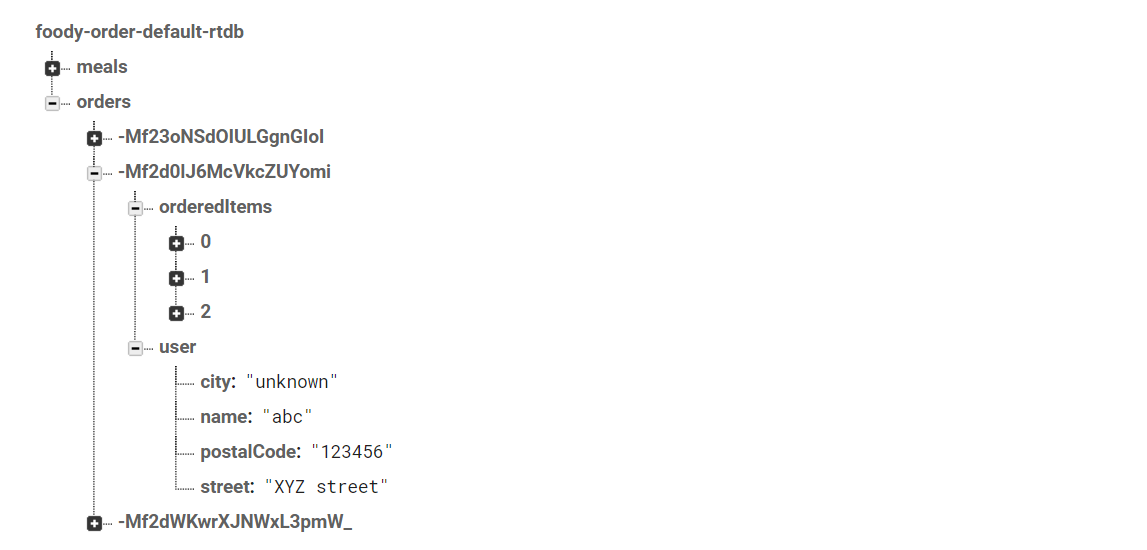 foody-order-default-rtdb
meals
orders
-Mf23oNSdOIULGgnGIoI
-Mf2d0lJ6McVkcZUYomi
orderedItems
0
1
2
user
city: "unknown"
name: "abc"
postalCode: "123456"
street: "XYZ street"
-Mf2dWKwrXJNWxL3pmW_